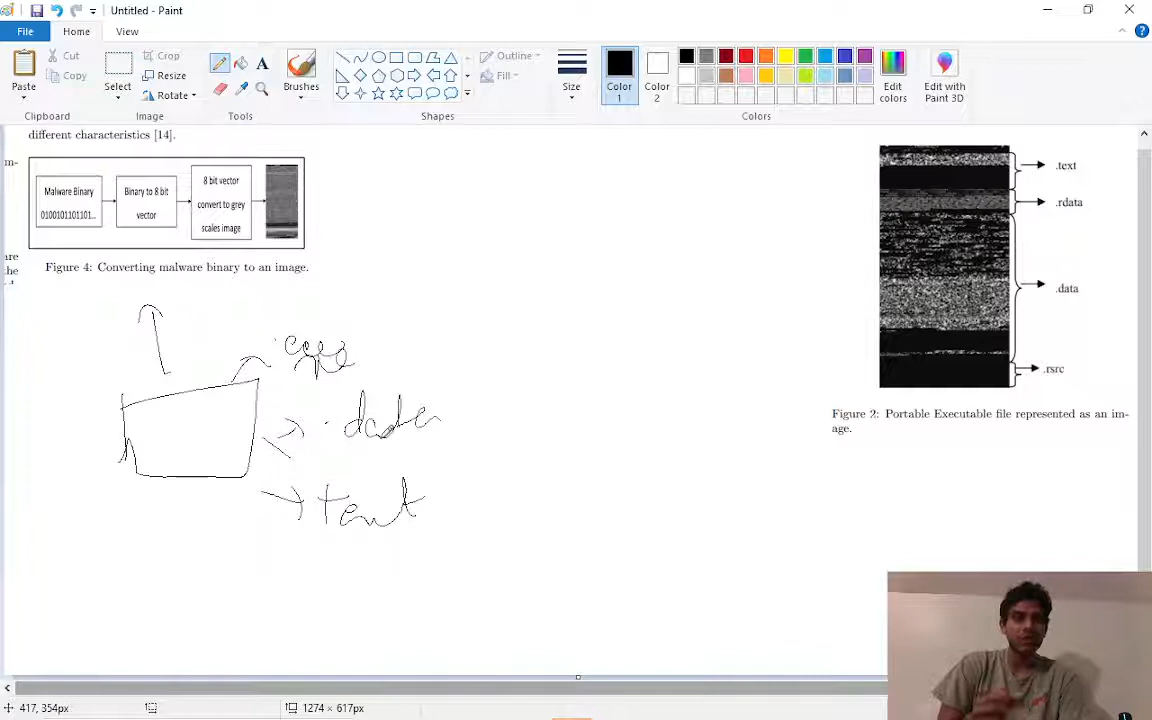 Untitled - Paint
File
Home
View
Paste
Cut
Copy
Clipboard
Select
Crop
Resize
Rotate
Image
A
Tools
Brushes
Outline
Fill
Shapes
Size
Color 1
Color 2
Edit colors
Edit with Paint 3D
Colors
different characteristics [14].
m-
are
the
Malware Binary
0100101101101...
Binary to 8 bit
vector
8 bit vector
convert to grey
scales image
Figure 4: Converting malware binary to an image.
.data
text
.text
.rdata
.data
.rsrc
Figure 2: Portable Executable file represented as an im-
age.
417, 354px
1274 × 617px